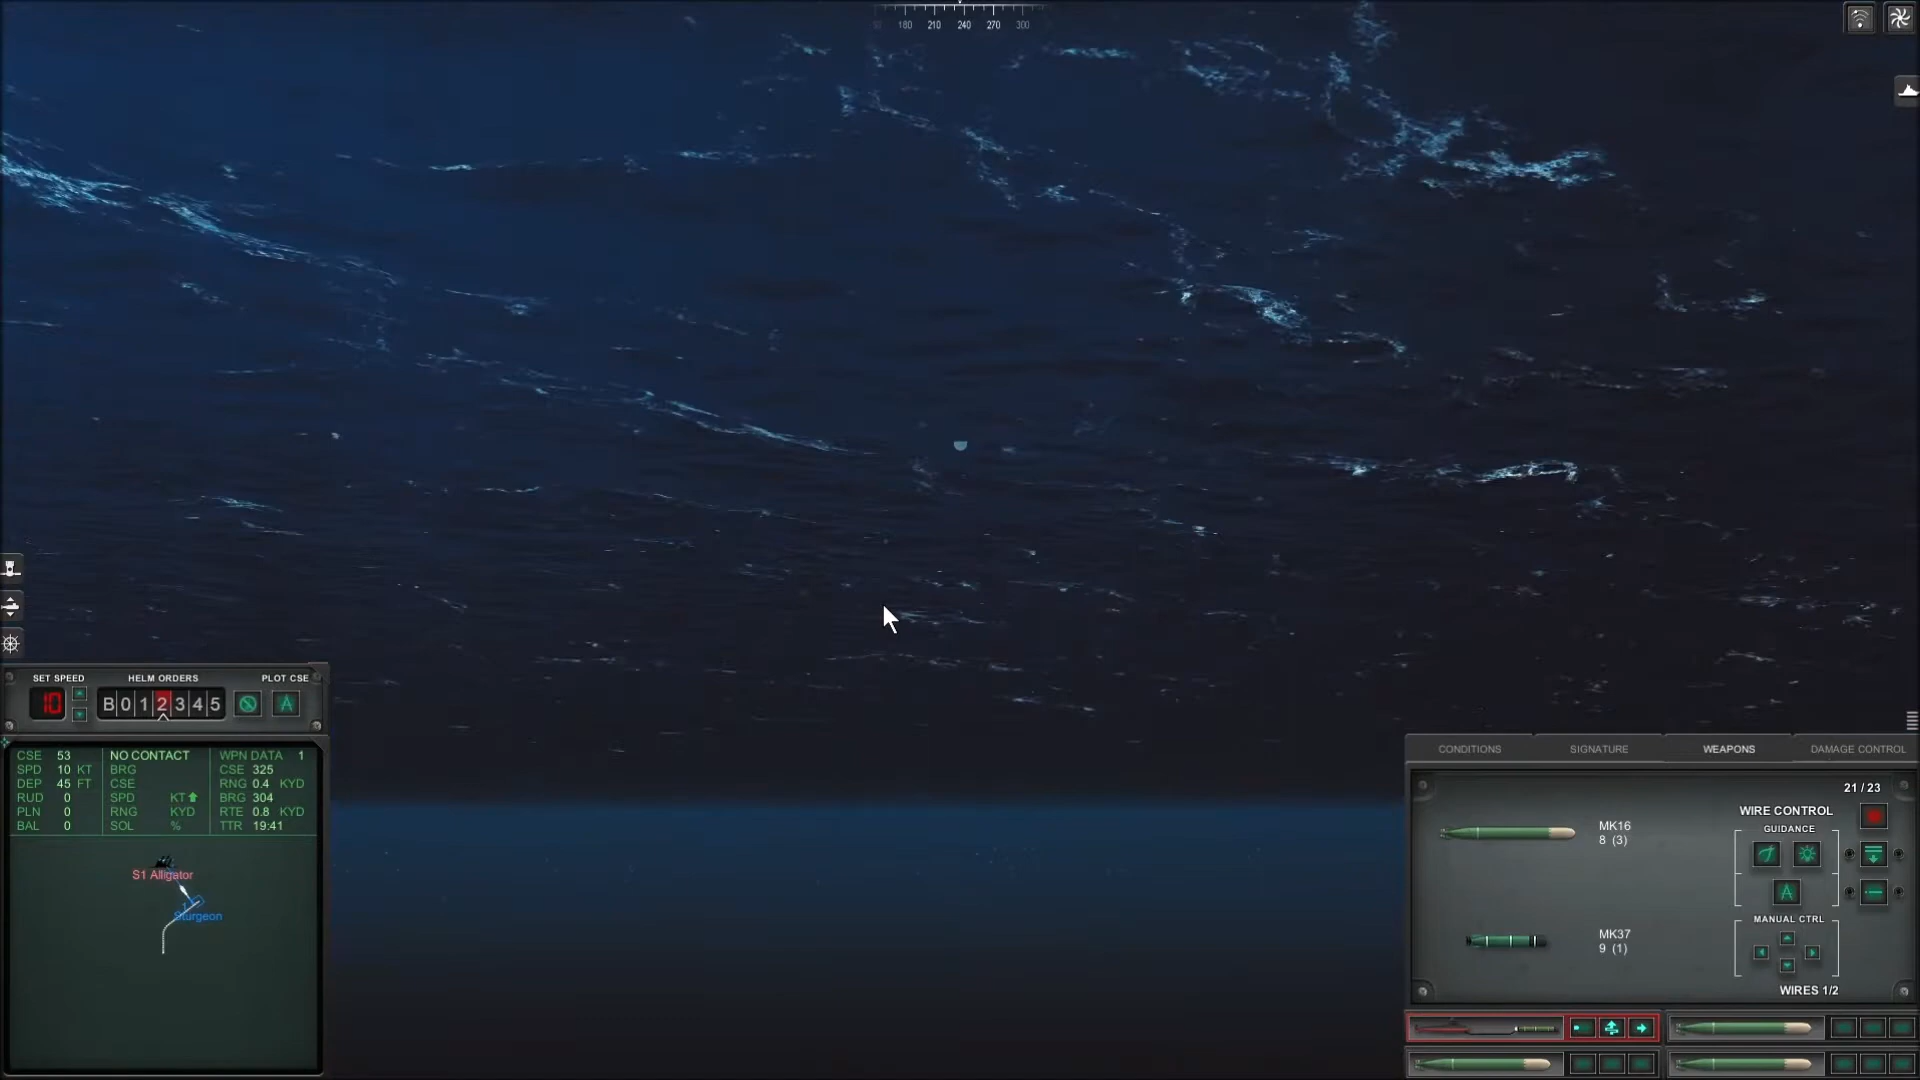 180 210 240 270 300
SET SPEED HELM ORDERS PLOT CSE
10 B 0 1 2 3 4 5 A
CSE 53 NO CONTACT WPN DATA 1
SPD 10 KT BRG CSE 325
DEP 45 FT CSE RNG 0.4 KYD
RUD 0 SPD KT BRG 304
PLN 0 RNG KYD RTE 0.8 KYD
BAL 0 SOL % TTR 19:41
S1 Alligator
Sturgeon
CONDITIONS SIGNATURE WEAPONS DAMAGE CONTROL
21 / 23
WIRE CONTROL
GUIDANCE
MK16
8 (3)
A
MANUAL CTRL
MK37
9 (1)
WIRES 1/2